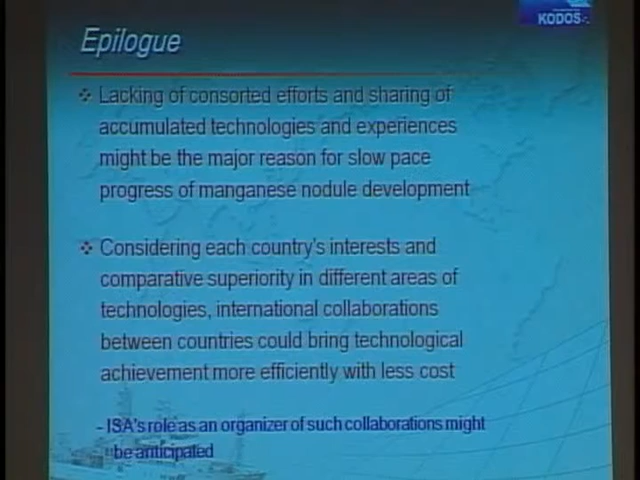 KODOS
Epilogue
Lacking of consorted efforts and sharing of
accumulated technologies and experiences
might be the major reason for slow pace
progress of manganese nodule development
Considering each country's interests and
comparative superiority in different areas of
technologies, international collaborations
between countries could bring technological
achievement more efficiently with less cost
- ISA's role as an organizer of such collaborations might
be anticipated